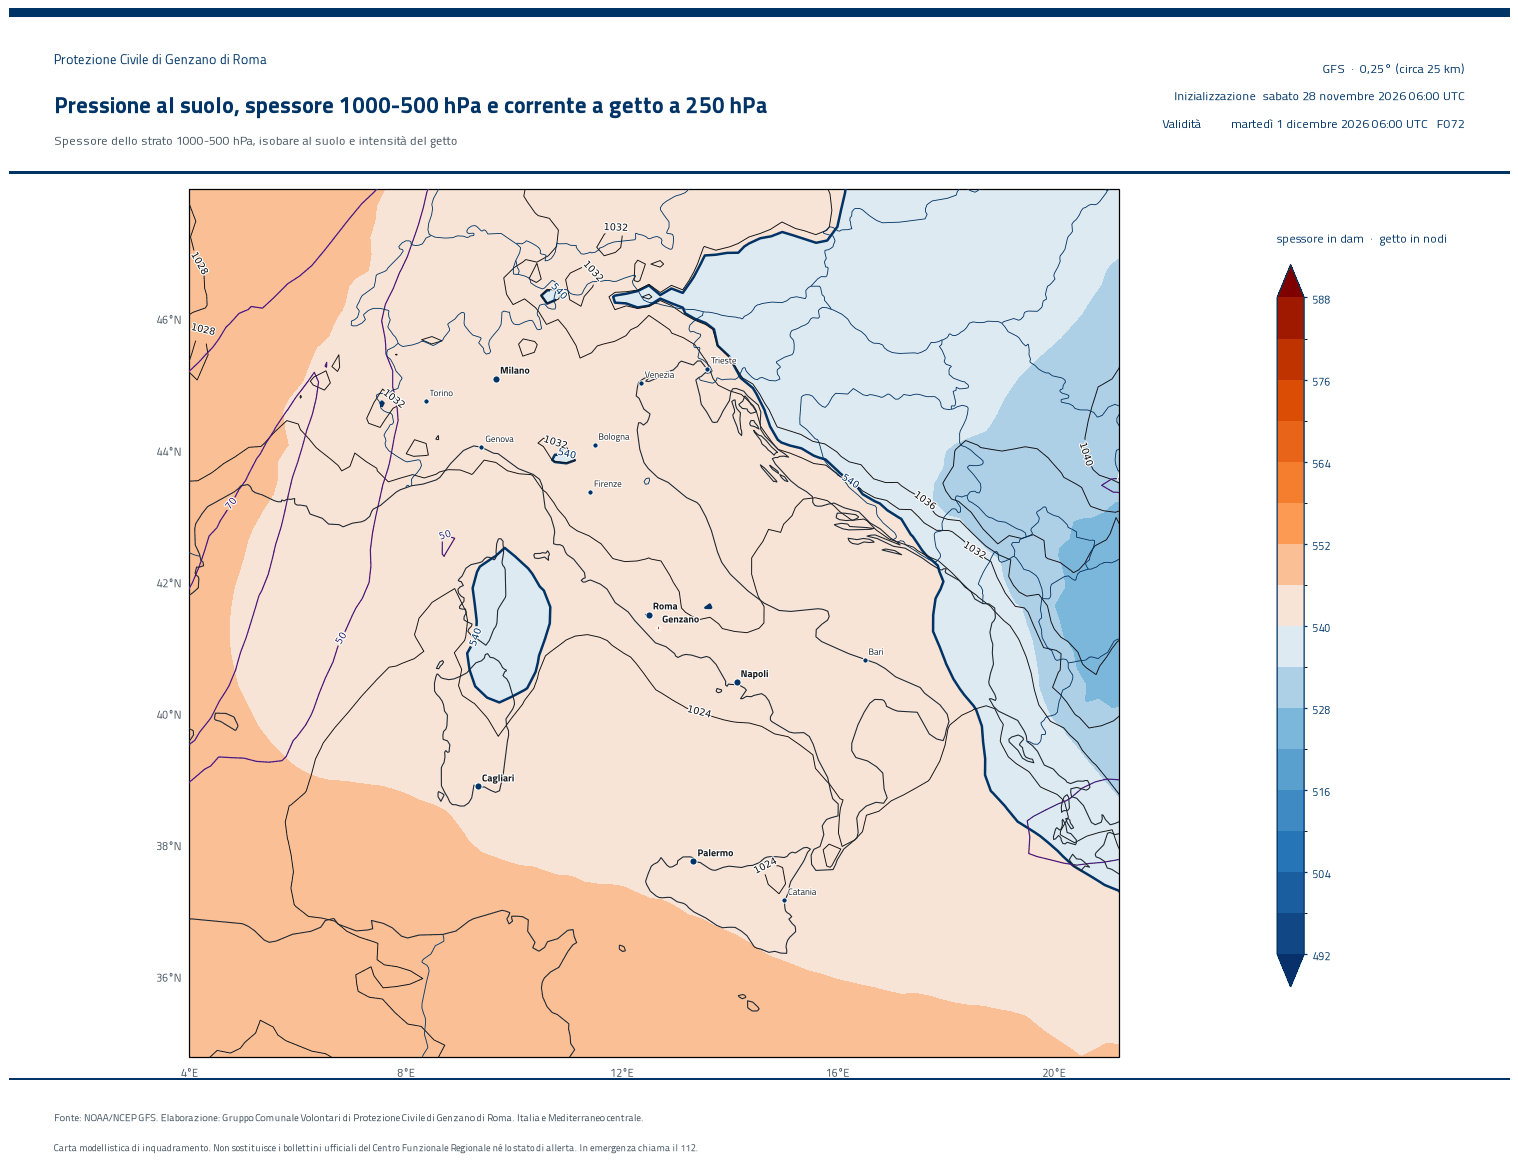 Protezione Civile di Genzano di Roma
Pressione al suolo, spessore 1000-500 hPa e corrente a getto a 250 hPa
Spessore dello strato 1000-500 hPa, isobare al suolo e intensità del getto
GFS · 0,25° (circa 25 km)
Inizializzazione sabato 28 novembre 2026 06:00 UTC
Validità martedì 1 dicembre 2026 06:00 UTC F072
spessore in dam · getto in nodi
588
576
564
552
540
528
516
504
492
46°N
44°N
42°N
40°N
38°N
36°N
4°E
8°E
12°E
16°E
20°E
1032
1028
1032
540
1028
Trieste
Milano
Venezia
Torino
1032
Genova
1032
Bologna
540
1040
Firenze
540
70
1036
50
1032
Roma
Genzano
540
50
Bari
Napoli
1024
Cagliari
Palermo
1024
Catania
Fonte: NOAA/NCEP GFS. Elaborazione: Gruppo Comunale Volontari di Protezione Civile di Genzano di Roma. Italia e Mediterraneo centrale.
Carta modellistica di inquadramento. Non sostituisce i bollettini ufficiali del Centro Funzionale Regionale né lo stato di allerta. In emergenza chiama il 112.